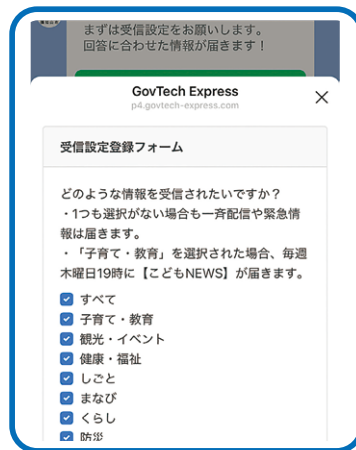 まずは受信設定をお願いします。
回答に合わせた情報が届きます！
GovTech Express
p4.govtech-express.com
受信設定登録フォーム
どのような情報を受信されたいですか？
・1つも選択がない場合も一斉配信や緊急情
報は届きます。
・「子育て・教育」を選択された場合、毎週
木曜日19時に【こどもNEWS】が届きます。
すべて
子育て・教育
観光・イベント
健康・福祉
しごと
まなび
くらし
防災